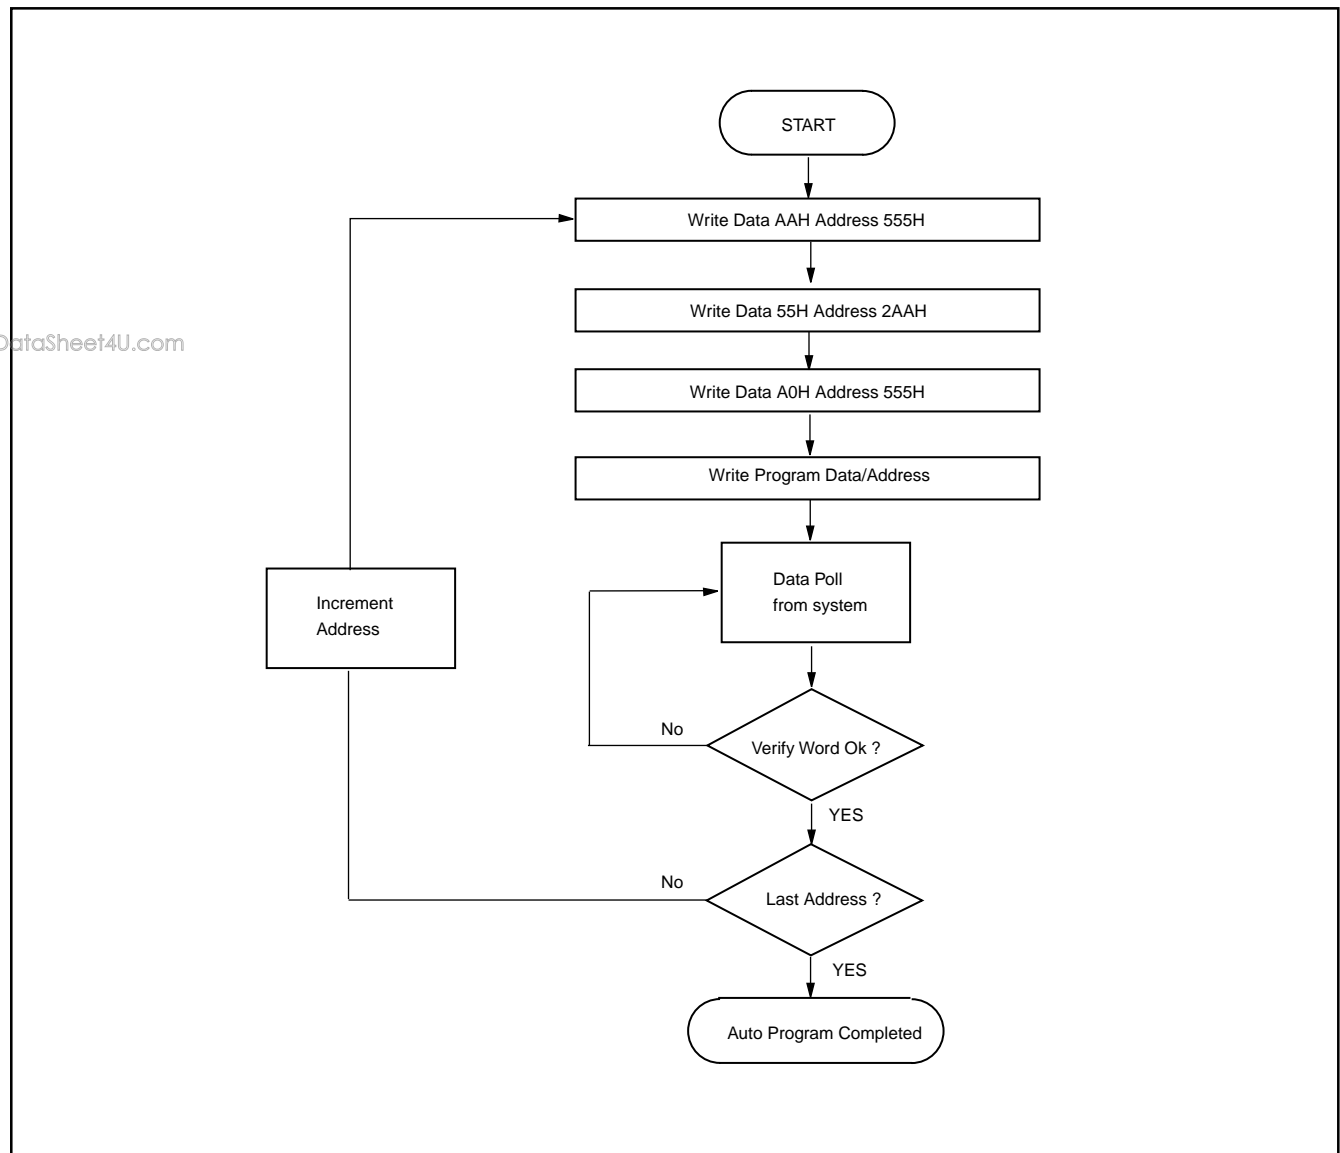 START
Write Data AAH Address 555H
Write Data 55H Address 2AAH
DataSheet4U.com
Write Data A0H Address 555H
Write Program Data/Address
Data Poll
from system
Increment
Address
No
Verify Word Ok ?
YES
No
Last Address ?
YES
Auto Program Completed